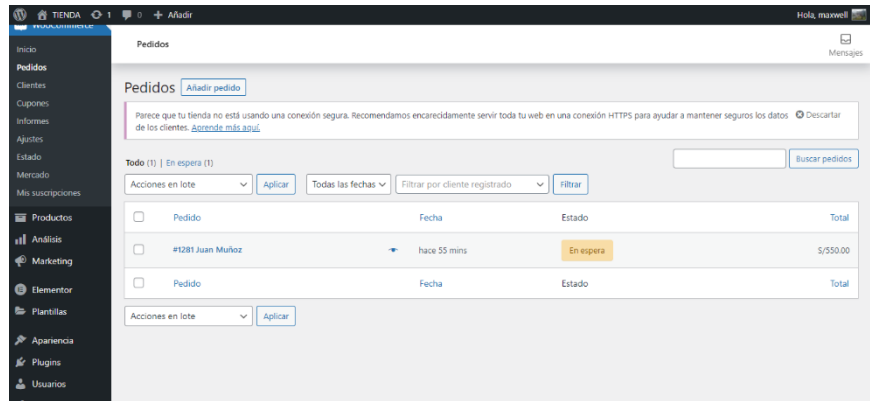 TIENDA 1 0 + Añadir Hola, maxwell
WooCommerce
Inicio
Pedidos
Clientes
Cupones
Informes
Ajustes
Estado
Mercado
Mis suscripciones
Productos
Análisis
Marketing
Elementor
Plantillas
Apariencia
Plugins
Usuarios
Pedidos
Mensajes
Pedidos Añadir pedido
Parece que tu tienda no está usando una conexión segura. Recomendamos encarecidamente servir toda tu web en una conexión HTTPS para ayudar a mantener seguros los datos Descartar
de los clientes. Aprende más aquí.
Todo (1) | En espera (1) Buscar pedidos
Acciones en lote Aplicar Todas las fechas Filtrar por cliente registrado Filtrar
Pedido Fecha Estado Total
#1281 Juan Muñoz hace 55 mins En espera S/550.00
Pedido Fecha Estado Total
Acciones en lote Aplicar